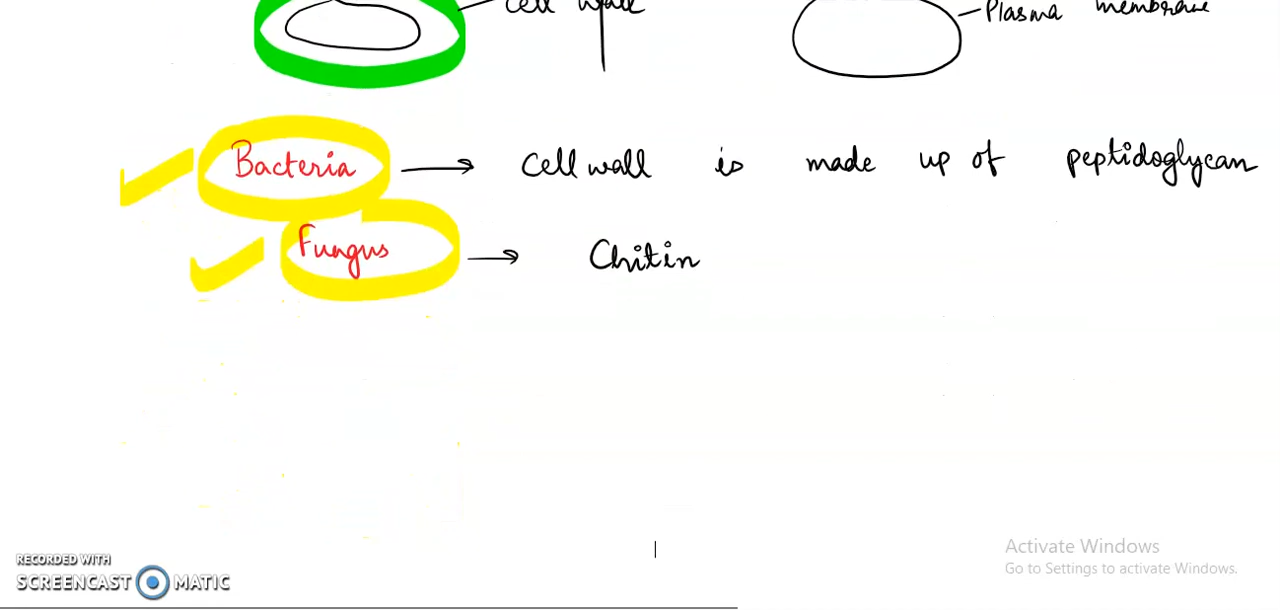 cell wall
Plasma membrane
Bacteria → cell wall is made up of peptidoglycan
Fungus → Chitin
Activate Windows
Go to Settings to activate Windows.
RECORDED WITH
SCREENCAST MATIC